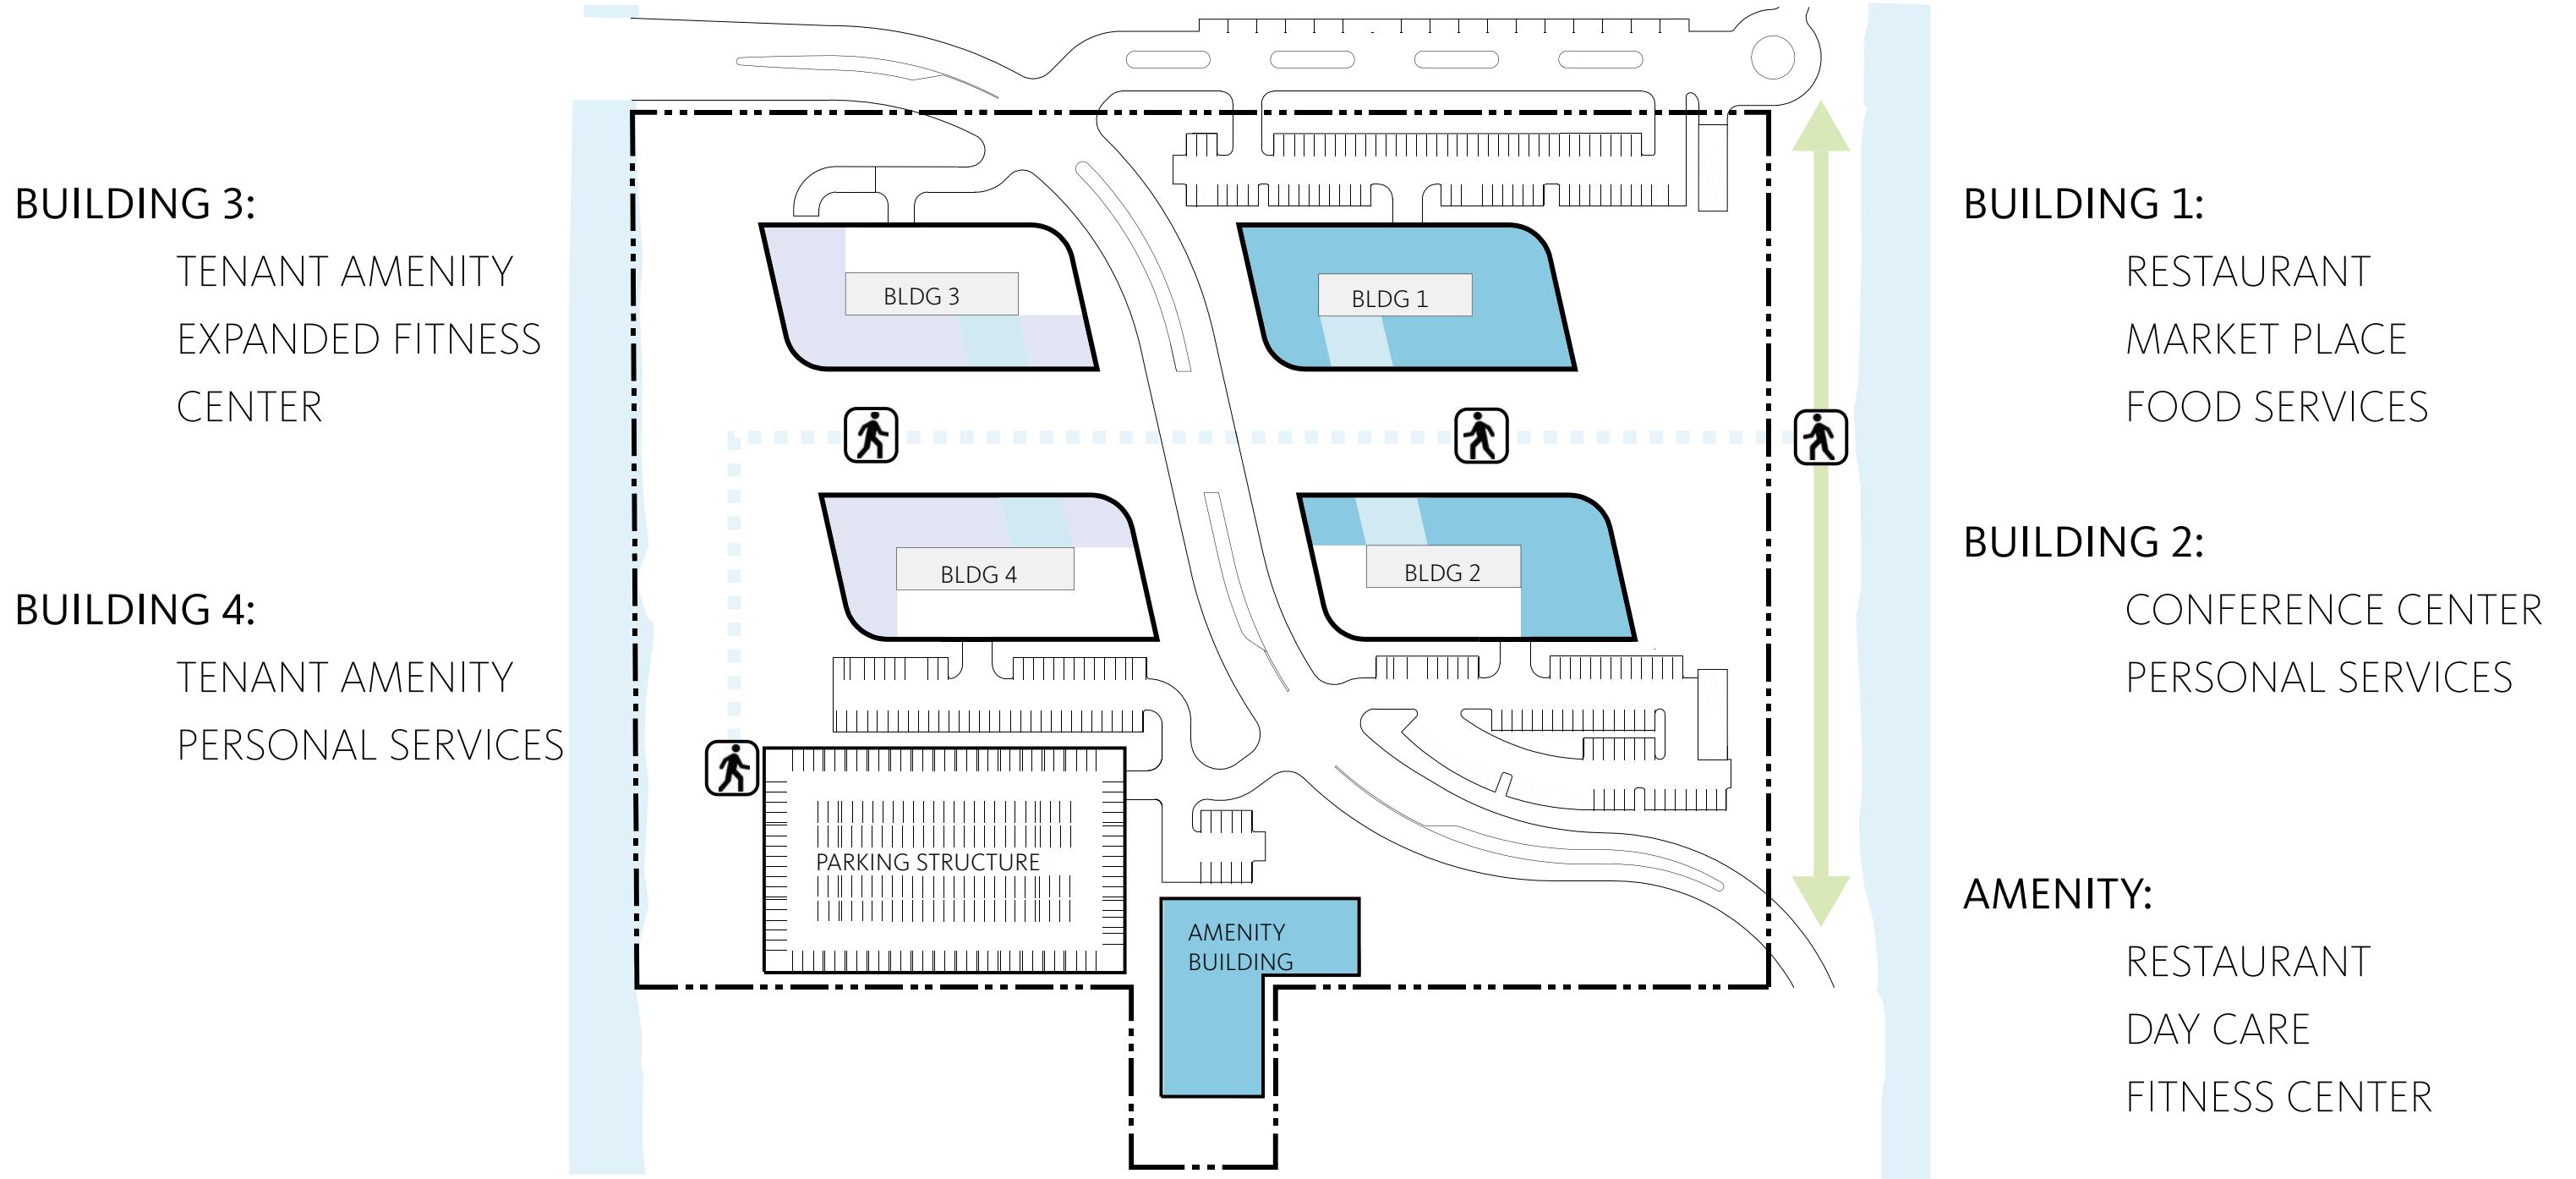 BUILDING 3:
TENANT AMENITY
EXPANDED FITNESS
CENTER
BUILDING 4:
TENANT AMENITY
PERSONAL SERVICES
BLDG 3
BLDG 1
BLDG 4
BLDG 2
PARKING STRUCTURE
AMENITY
BUILDING
BUILDING 1:
RESTAURANT
MARKET PLACE
FOOD SERVICES
BUILDING 2:
CONFERENCE CENTER
PERSONAL SERVICES
AMENITY:
RESTAURANT
DAY CARE
FITNESS CENTER